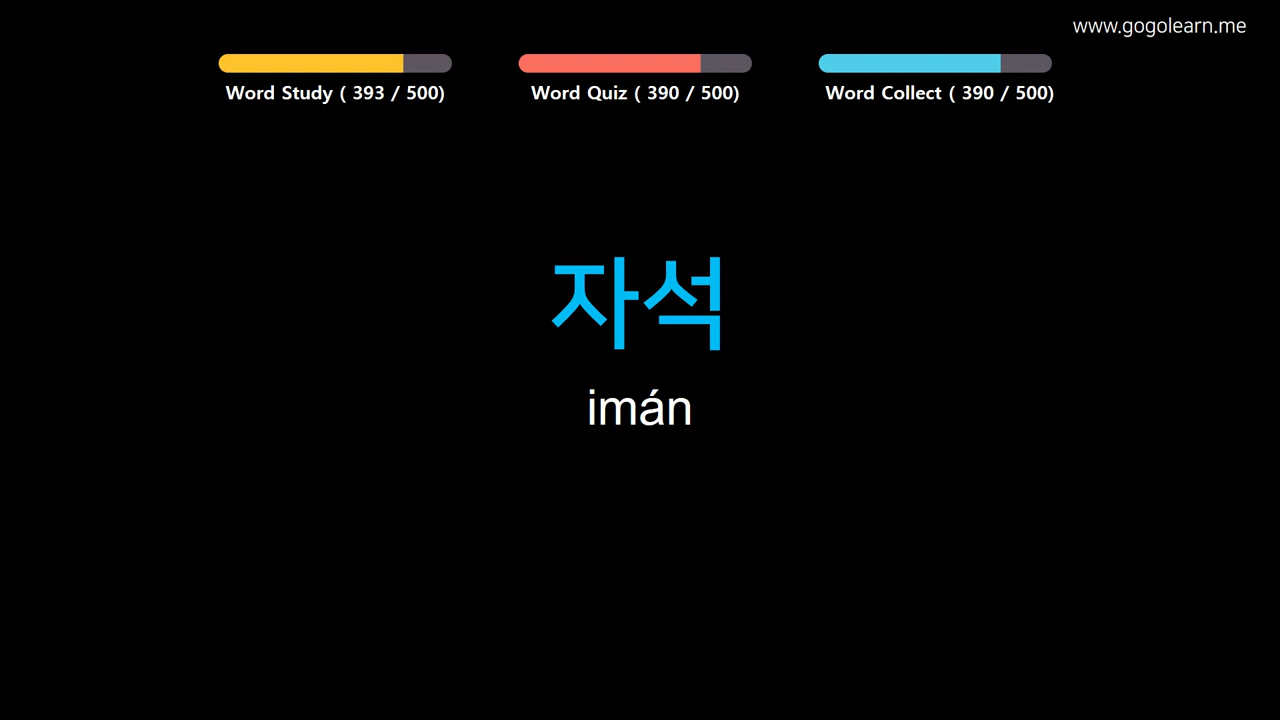 www.gogolearn.me
Word Study ( 393 / 500)
Word Quiz ( 390 / 500)
Word Collect ( 390 / 500)
자석
imán